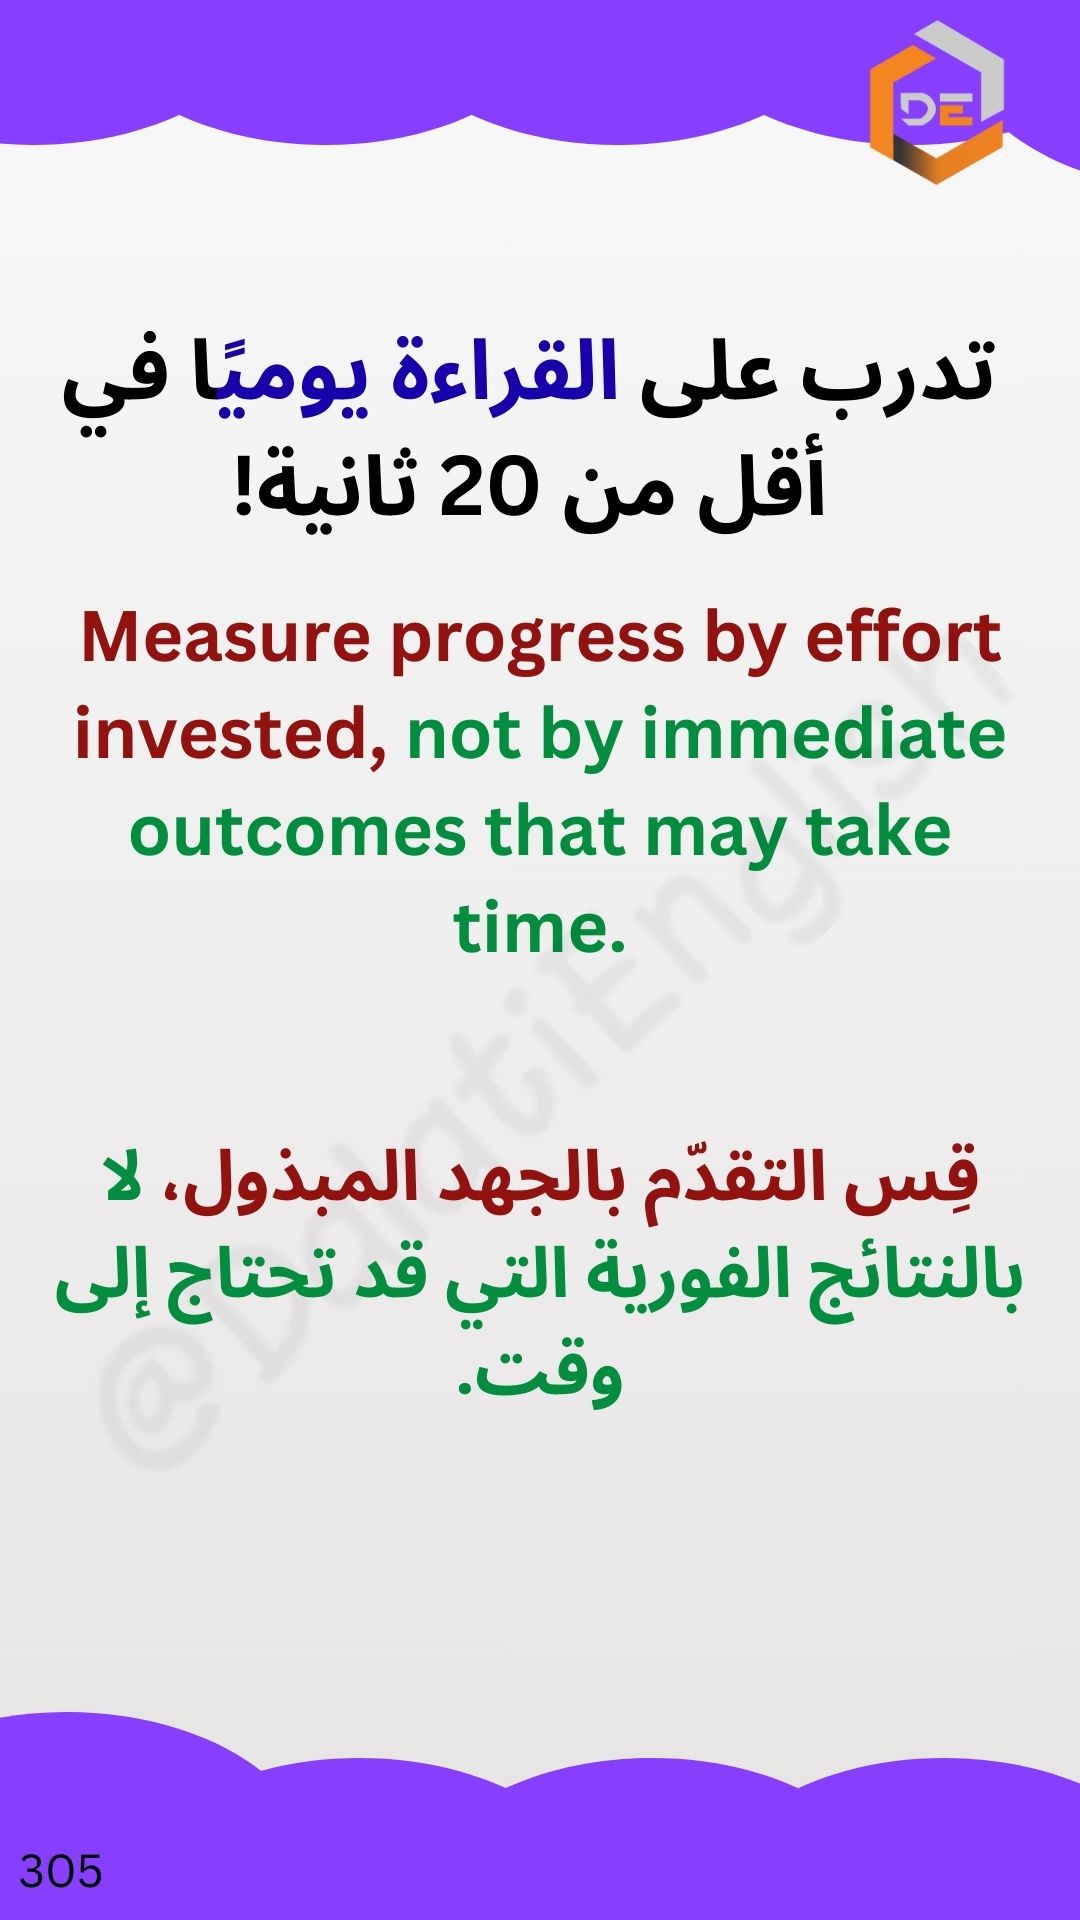 DE
تدرب على القراءة يوميًا في
أقل من 20 ثانية!
Measure progress by effort
invested, not by immediate
outcomes that may take
time.
@DalatiEnglish
قِس التقدّم بالجهد المبذول، لا
بالنتائج الفورية التي قد تحتاج إلى
وقت.
305